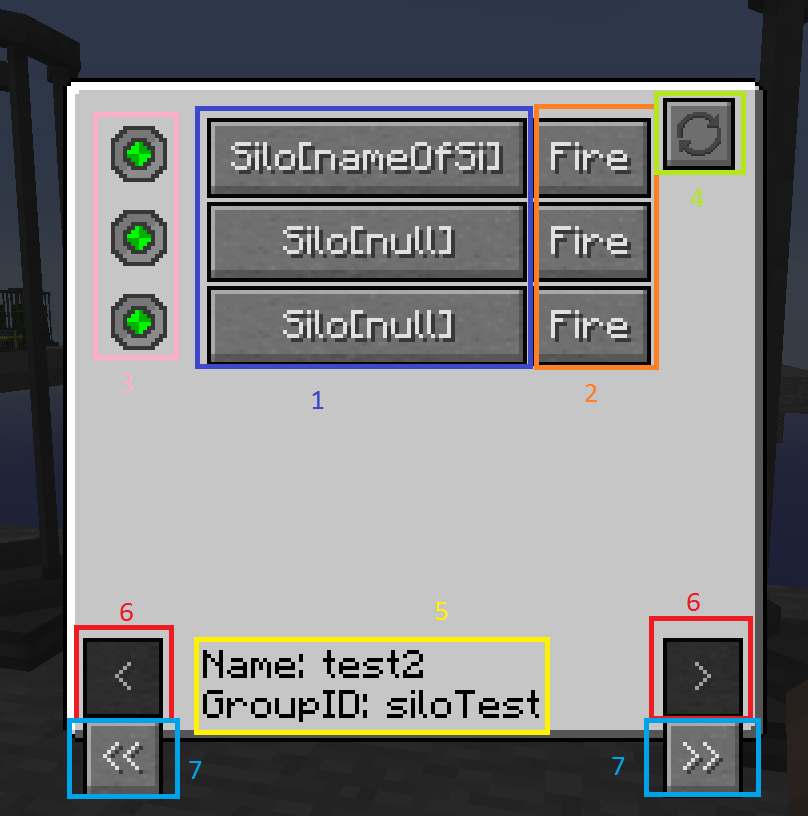 Silo[nameOfSi] Fire
4
Silo[null] Fire
Silo[null] Fire
3
1
2
5
6
6
< Name: test2 >
GroupID: siloTest
<< 7
7 >>